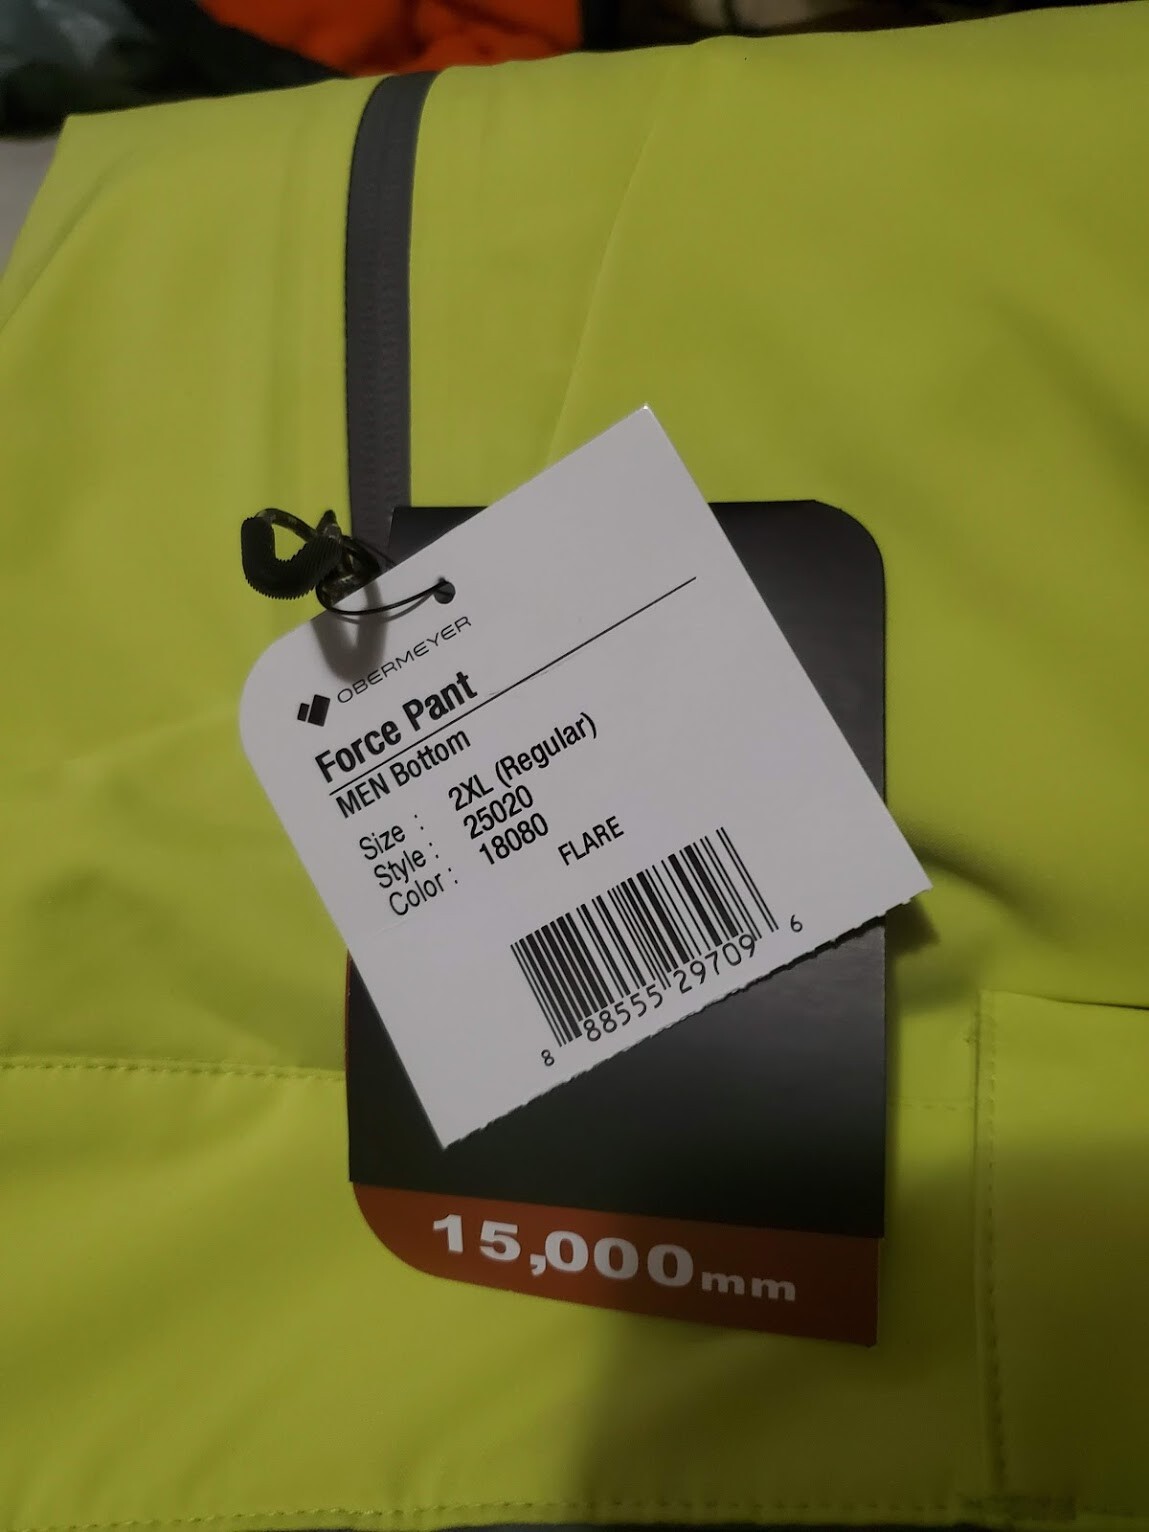 OBERMEYER
Force Pant
MEN Bottom
Size : 2XL (Regular)
Style : 25020
Color : 18080 FLARE
8 88555 29709 6
15,000mm